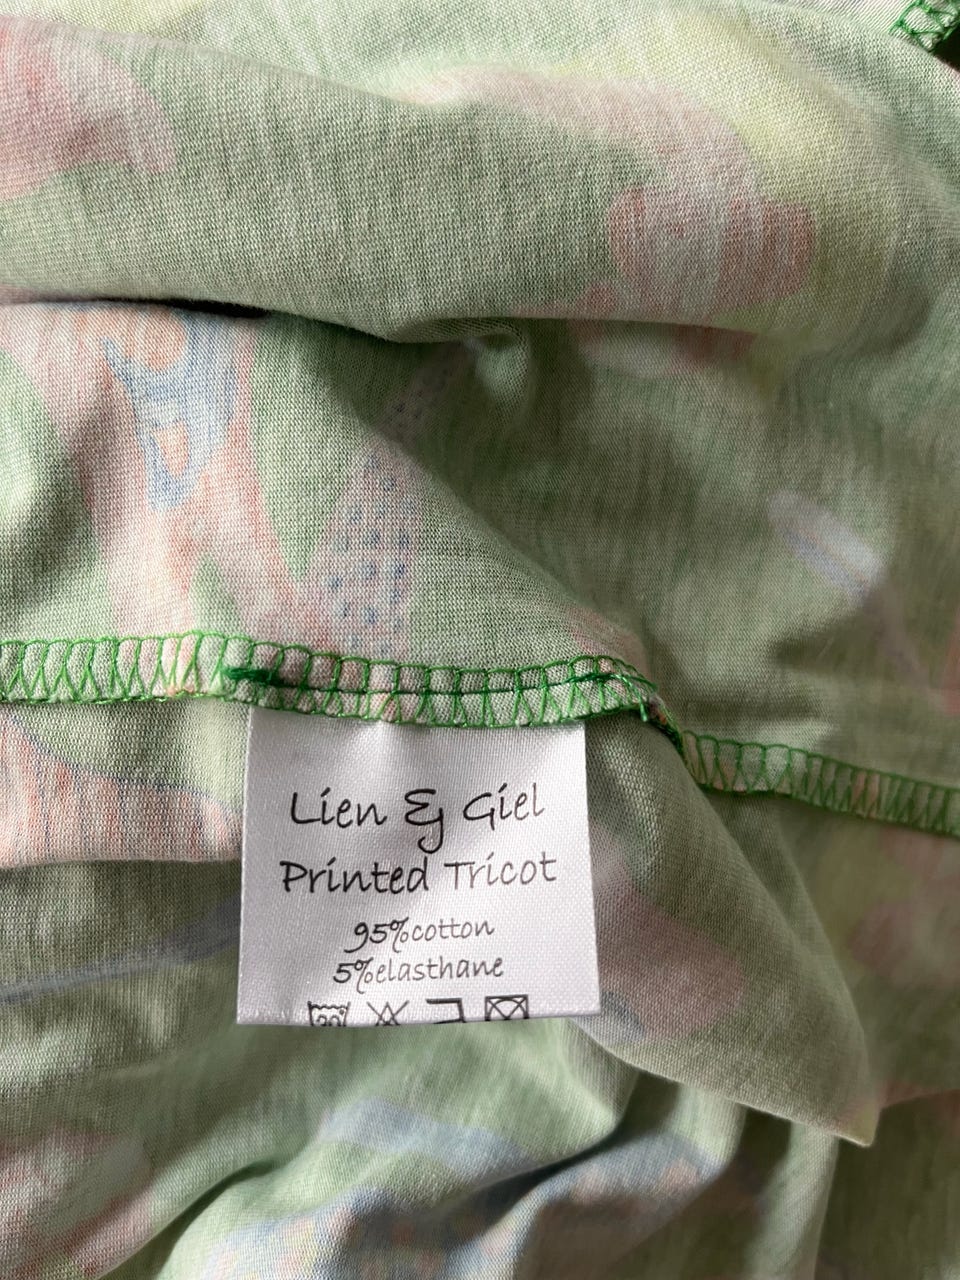 Lien & Giel
Printed Tricot
95%cotton
5%elasthane